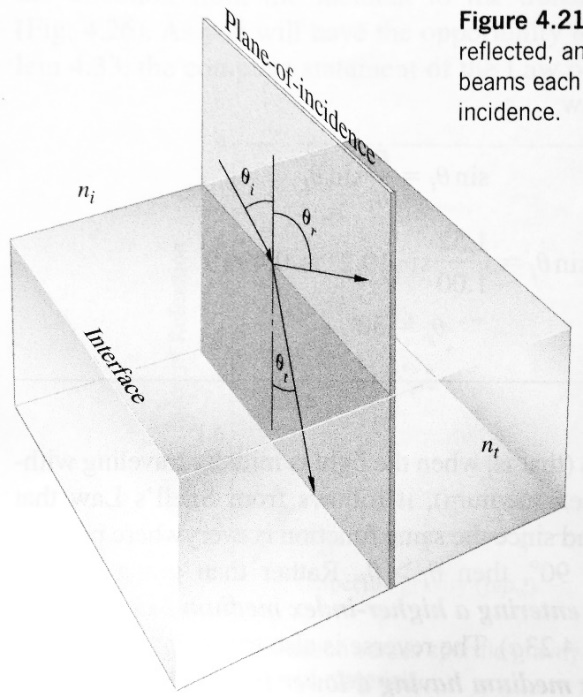 Figure 4.21
reflected, an
beams each
incidence.
Plane-of-incidence
θi
θr
ni
Interface
θt
nt